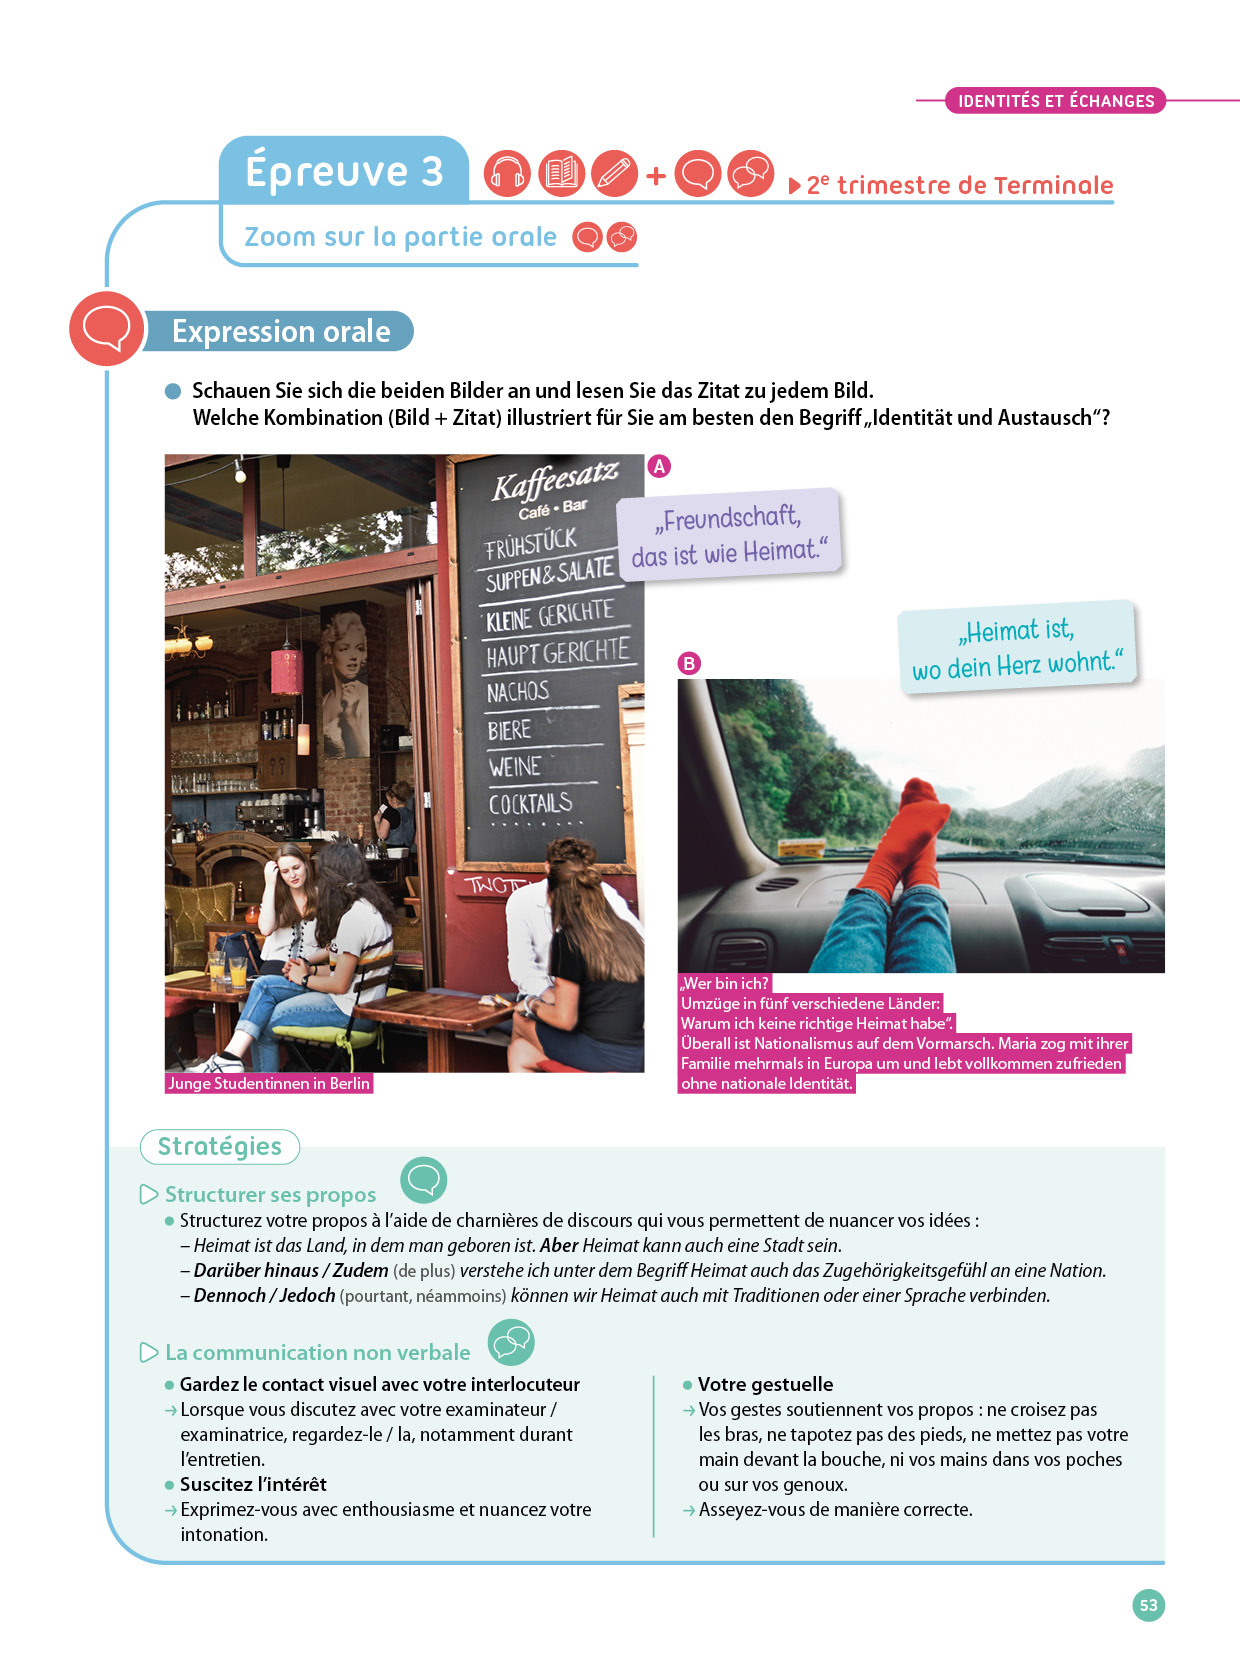 IDENTITÉS ET ÉCHANGES
Épreuve 3
+
2e trimestre de Terminale
Zoom sur la partie orale
Expression orale
Schauen Sie sich die beiden Bilder an und lesen Sie das Zitat zu jedem Bild.
Welche Kombination (Bild + Zitat) illustriert für Sie am besten den Begriff „Identität und Austausch“?
A
„Freundschaft,
das ist wie Heimat.“
Kaffeesatz
Café • Bar
FRÜHSTÜCK
SUPPEN & SALATE
KLEINE GERICHTE
HAUPTGERICHTE
NACHOS
BIERE
WEINE
COCKTAILS
Junge Studentinnen in Berlin
„Heimat ist,
wo dein Herz wohnt.“
B
„Wer bin ich?
Umzüge in fünf verschiedene Länder:
Warum ich keine richtige Heimat habe“.
Überall ist Nationalismus auf dem Vormarsch. Maria zog mit ihrer
Familie mehrmals in Europa um und lebt vollkommen zufrieden
ohne nationale Identität.
Stratégies
Structurer ses propos
• Structurez votre propos à l’aide de charnières de discours qui vous permettent de nuancer vos idées :
– Heimat ist das Land, in dem man geboren ist. Aber Heimat kann auch eine Stadt sein.
– Darüber hinaus / Zudem (de plus) verstehe ich unter dem Begriff Heimat auch das Zugehörigkeitsgefühl an eine Nation.
– Dennoch / Jedoch (pourtant, néammoins) können wir Heimat auch mit Traditionen oder einer Sprache verbinden.
La communication non verbale
• Gardez le contact visuel avec votre interlocuteur
→ Lorsque vous discutez avec votre examinateur /
examinatrice, regardez-le / la, notamment durant
l’entretien.
• Suscitez l’intérêt
→ Exprimez-vous avec enthousiasme et nuancez votre
intonation.
• Votre gestuelle
→ Vos gestes soutiennent vos propos : ne croisez pas
les bras, ne tapotez pas des pieds, ne mettez pas votre
main devant la bouche, ni vos mains dans vos poches
ou sur vos genoux.
→ Asseyez-vous de manière correcte.
53